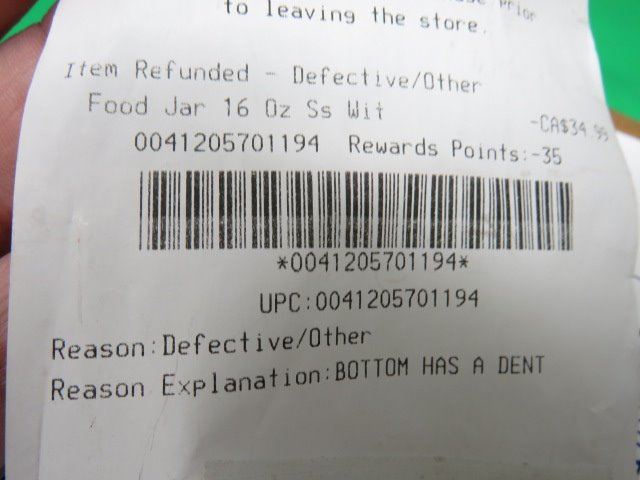 Prior
to leaving the store.
Item Refunded - Defective/Other
Food Jar 16 Oz Ss Wit
-CA$34.99
0041205701194 Rewards Points:-35
*0041205701194*
UPC:0041205701194
Reason:Defective/Other
Reason Explanation:BOTTOM HAS A DENT